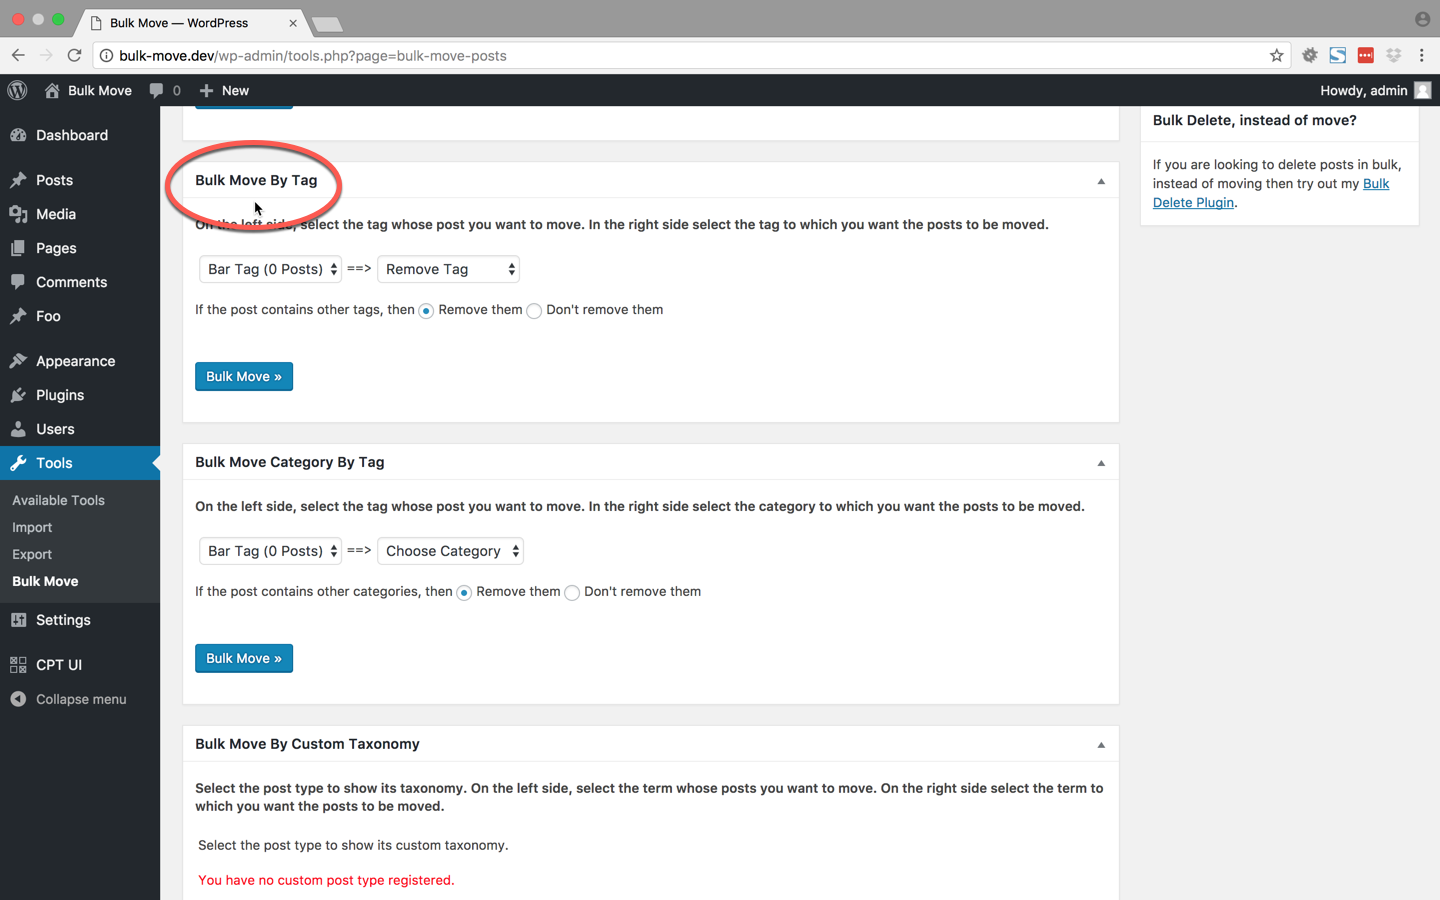 Bulk Move — WordPress
bulk-move.dev/wp-admin/tools.php?page=bulk-move-posts
Bulk Move 0 New Howdy, admin
Dashboard
Posts
Media
Pages
Comments
Foo
Appearance
Plugins
Users
Tools
Available Tools
Import
Export
Bulk Move
Settings
CPT UI
Collapse menu
Bulk Move By Tag
On the left side, select the tag whose post you want to move. In the right side select the tag to which you want the posts to be moved.
Bar Tag (0 Posts) ==> Remove Tag
If the post contains other tags, then Remove them Don't remove them
Bulk Move »
Bulk Move Category By Tag
On the left side, select the tag whose post you want to move. In the right side select the category to which you want the posts to be moved.
Bar Tag (0 Posts) ==> Choose Category
If the post contains other categories, then Remove them Don't remove them
Bulk Move »
Bulk Move By Custom Taxonomy
Select the post type to show its taxonomy. On the left side, select the term whose posts you want to move. On the right side select the term to
which you want the posts to be moved.
Select the post type to show its custom taxonomy.
You have no custom post type registered.
Bulk Delete, instead of move?
If you are looking to delete posts in bulk,
instead of moving then try out my Bulk
Delete Plugin.